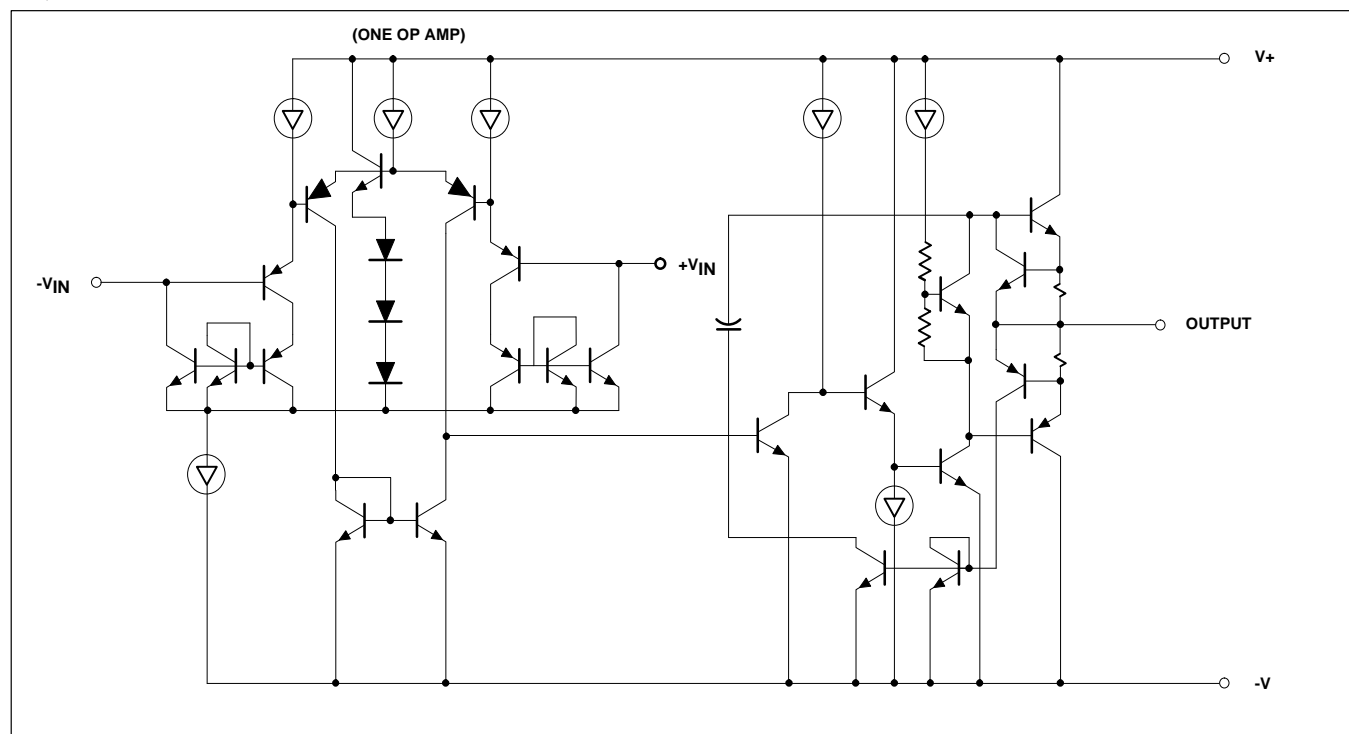 (ONE OP AMP)
V+
-VIN
+VIN
OUTPUT
-V